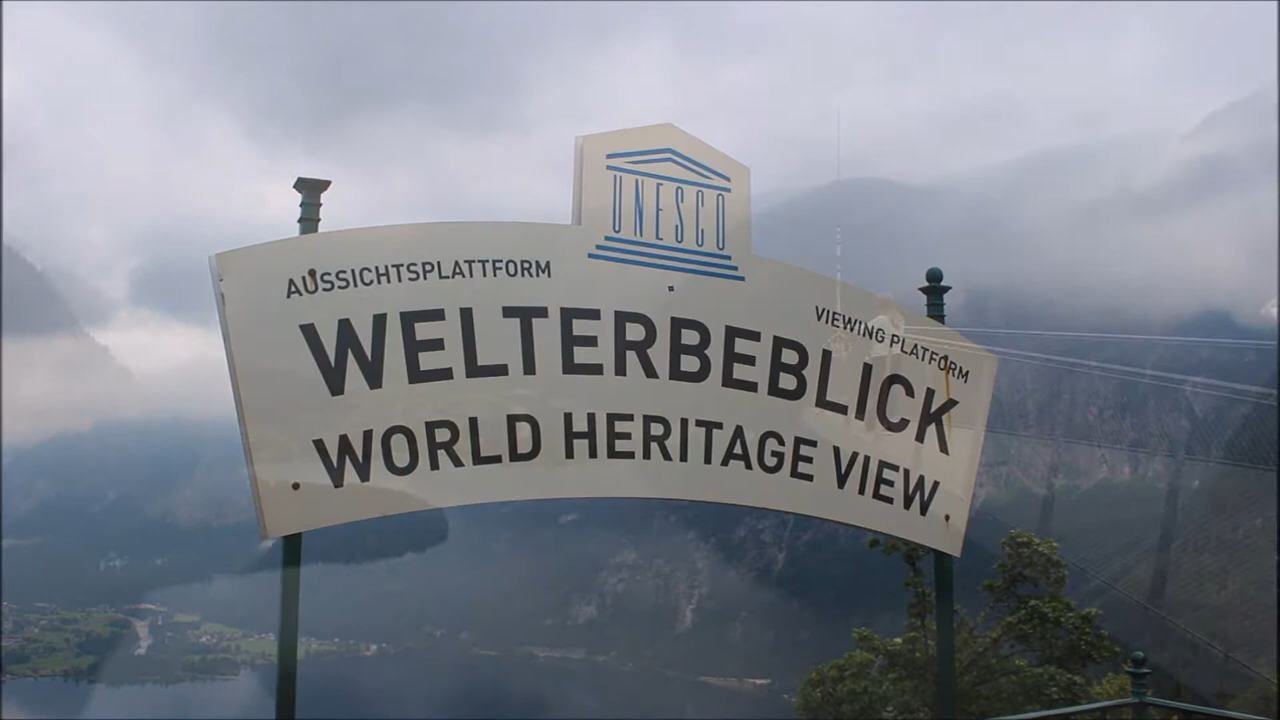 UNESCO
AUSSICHTSPLATTFORM
VIEWING PLATFORM
WELTERBEBLICK
WORLD HERITAGE VIEW